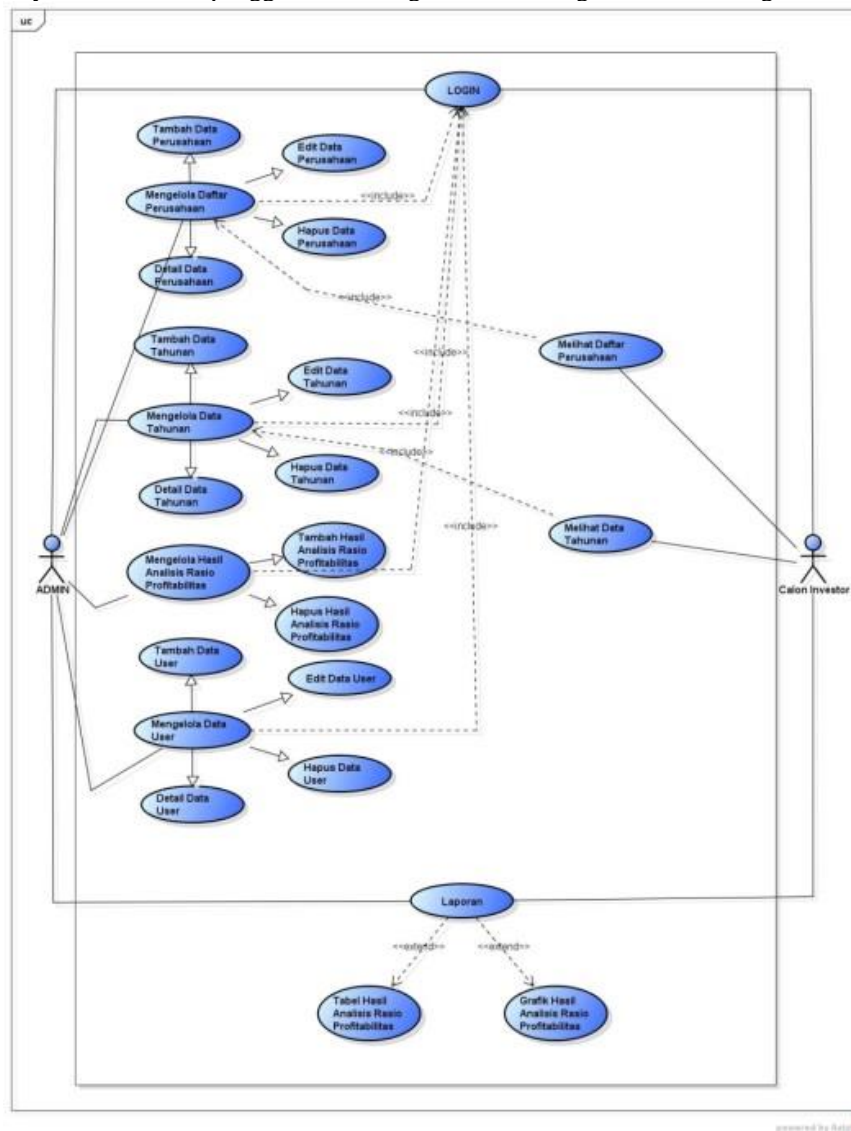 uc
LOGIN
Tambah Data
Perusahaan
Edit Data
Perusahaan
Mengelola Daftar
Perusahaan
<<include>>
Hapus Data
Perusahaan
Detail Data
Perusahaan
<<include>>
Tambah Data
Tahunan
Melihat Daftar
Perusahaan
<<include>>
Edit Data
Tahunan
Mengelola Data
Tahunan
<<include>>
<<include>>
Hapus Data
Tahunan
Detail Data
Tahunan
<<include>>
Melihat Data
Tahunan
Tambah Hasil
Analisis Rasio
Profitabilitas
Mengelola Hasil
Analisis Rasio
Profitabilitas
ADMIN
Calon Investor
Hapus Hasil
Analisis Rasio
Profitabilitas
Tambah Data
User
Edit Data User
Mengelola Data
User
Hapus Data
User
Detail Data
User
Laporan
<<extend>>
<<extend>>
Tabel Hasil
Analisis Rasio
Profitabilitas
Grafik Hasil
Analisis Rasio
Profitabilitas
powered by